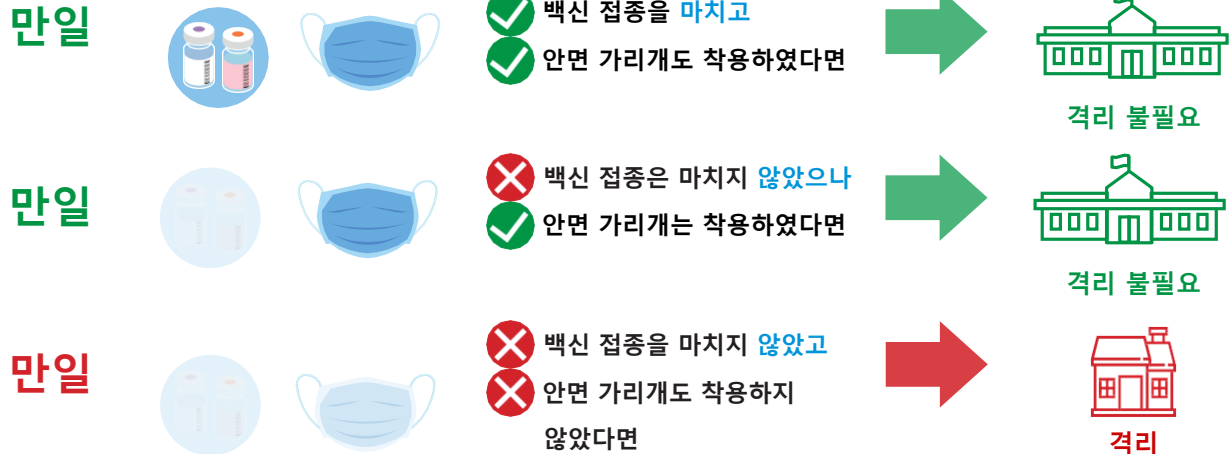 만일
백신 접종을 마치고
안면 가리개도 착용하였다면
격리 불필요
만일
백신 접종은 마치지 않았으나
안면 가리개는 착용하였다면
격리 불필요
만일
백신 접종을 마치지 않았고
안면 가리개도 착용하지
않았다면
격리